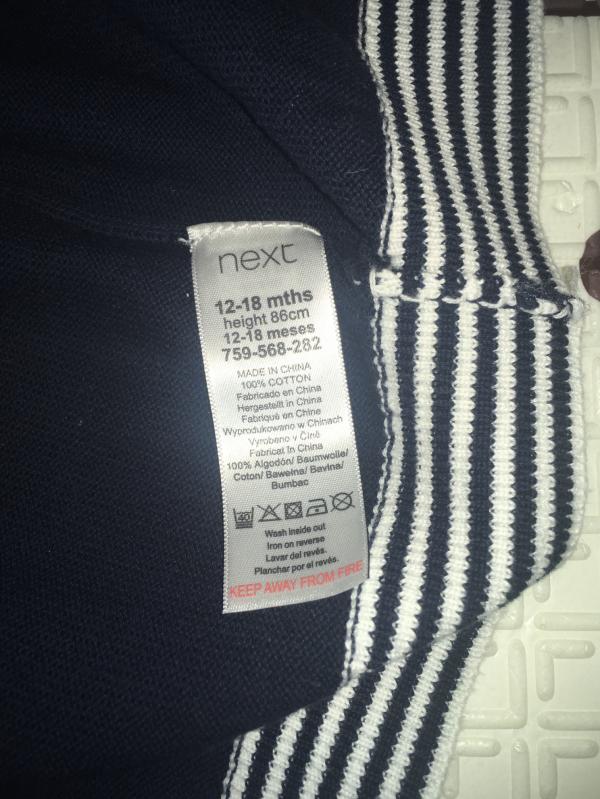 next
12-18 mths
height 86cm
12-18 meses
759-568-282
MADE IN CHINA
100% COTTON
Fabricado en China
Hergestellt in China
Fabriqué en Chine
Wyprodukowano w Chinach
Vyrobeno v Číně
Fabricat în China
100% Algodón/ Baumwolle/
Coton/ Bawełna/ Bavlna/
Bumbac
40
Wash inside out
Iron on reverse
Lavar del revés.
Planchar por el revés.
KEEP AWAY FROM FIRE